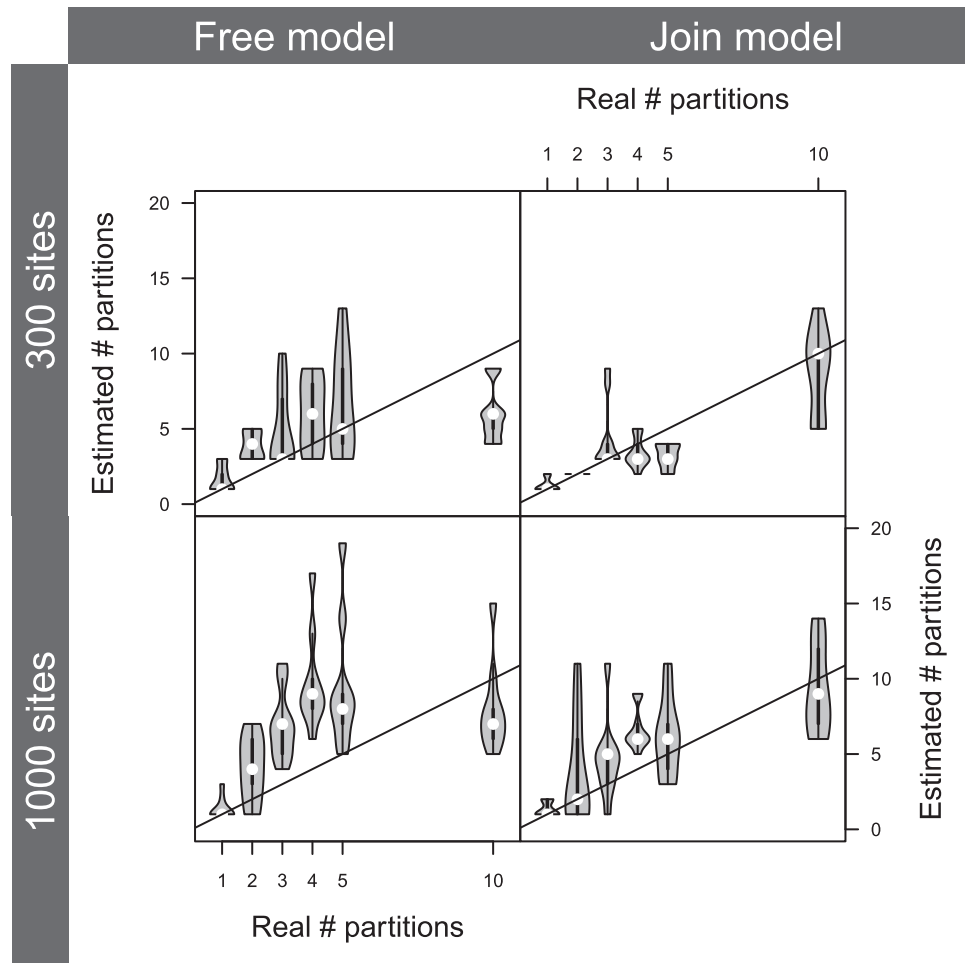 Free model
Join model
Real # partitions
1 2 3 4 5 10
300 sites
Estimated # partitions
20
15
10
5
0
1000 sites
20
15
10
5
0
Estimated # partitions
1 2 3 4 5 10
Real # partitions